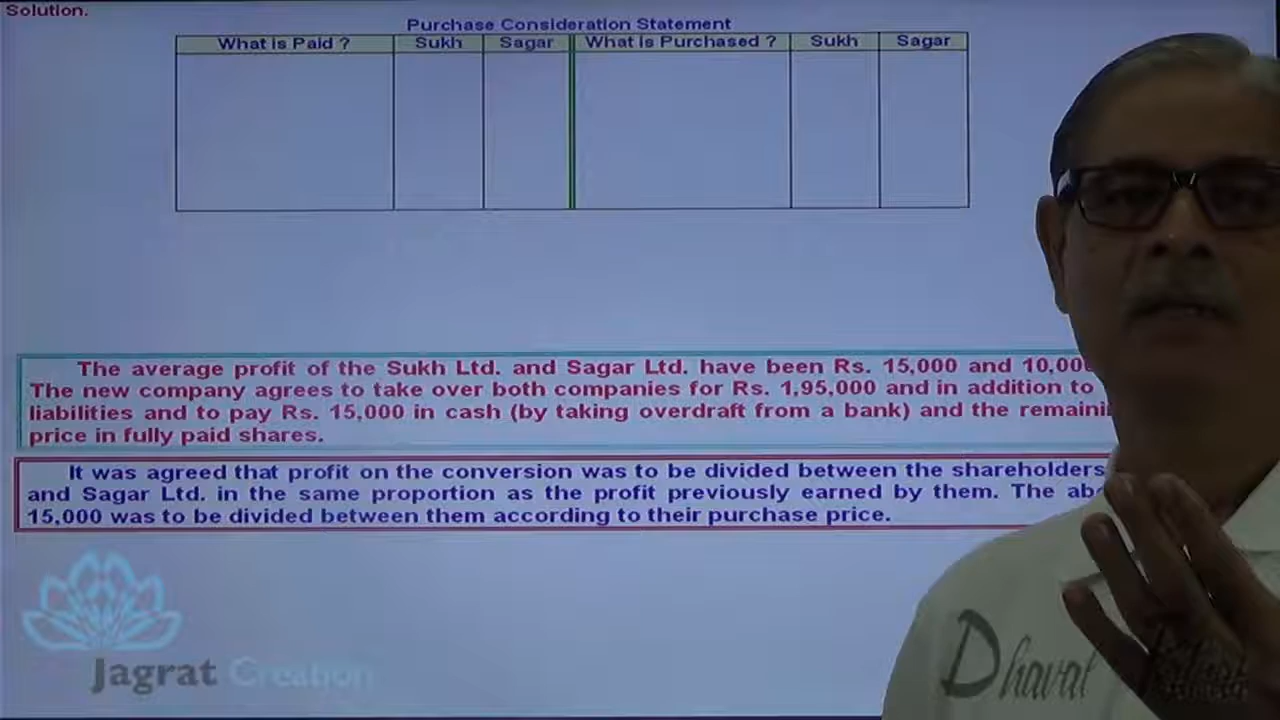 Solution.
Purchase Consideration Statement
What is Paid ? Sukh Sagar What is Purchased ? Sukh Sagar
The average profit of the Sukh Ltd. and Sagar Ltd. have been Rs. 15,000 and 10,00
The new company agrees to take over both companies for Rs. 1,95,000 and in addition to
liabilities and to pay Rs. 15,000 in cash (by taking overdraft from a bank) and the remaini
price in fully paid shares.
It was agreed that profit on the conversion was to be divided between the shareholders
and Sagar Ltd. in the same proportion as the profit previously earned by them. The ab
15,000 was to be divided between them according to their purchase price.
Jagrat Creation
Dhaval